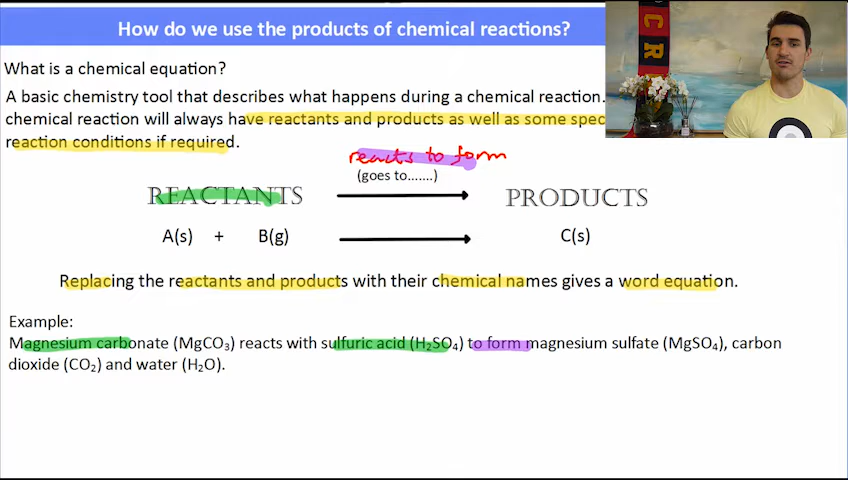 How do we use the products of chemical reactions?
What is a chemical equation?
A basic chemistry tool that describes what happens during a chemical reaction.
chemical reaction will always have reactants and products as well as some spec
reaction conditions if required.
reacts to form
(goes to.......)
REACTANTS PRODUCTS
A(s) + B(g) C(s)
Replacing the reactants and products with their chemical names gives a word equation.
Example:
Magnesium carbonate (MgCO₃) reacts with sulfuric acid (H₂SO₄) to form magnesium sulfate (MgSO₄), carbon
dioxide (CO₂) and water (H₂O).